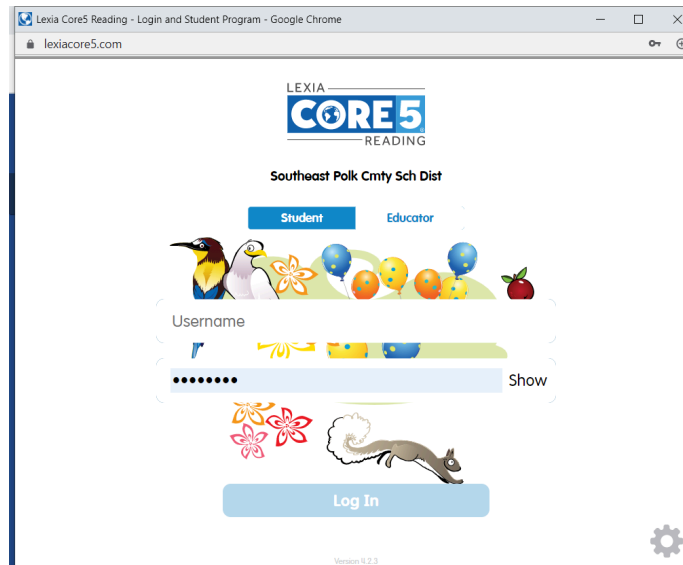 Lexia Core5 Reading - Login and Student Program - Google Chrome
lexiacore5.com
LEXIA
CORE5
READING
Southeast Polk Cmty Sch Dist
Student Educator
Username
•••••••• Show
Log In
Version 4.2.3